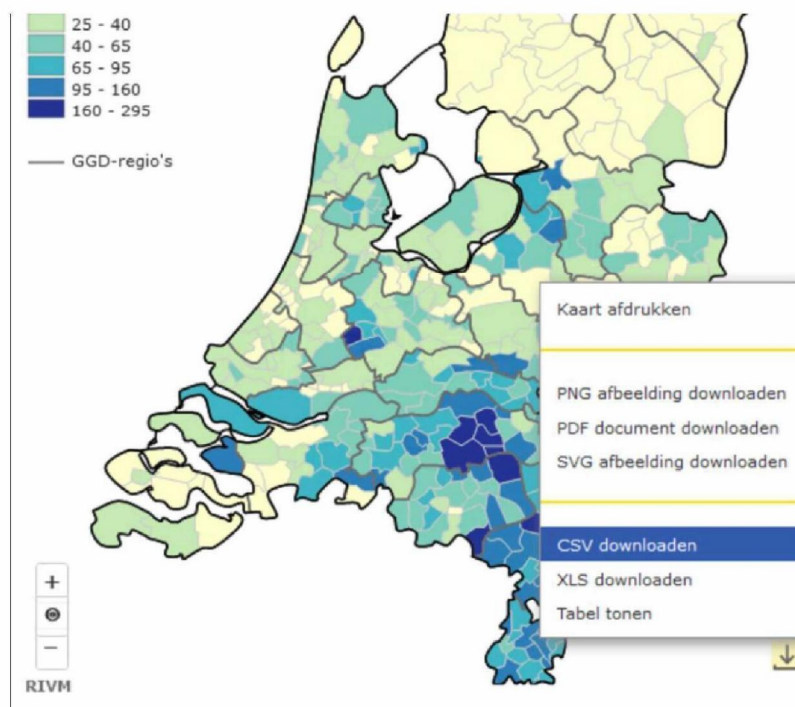 25 - 40
40 - 65
65 - 95
95 - 160
160 - 295
GGD-regio's
Kaart afdrukken
PNG afbeelding downloaden
PDF document downloaden
SVG afbeelding downloaden
CSV downloaden
XLS downloaden
Tabel tonen
+
−
RIVM